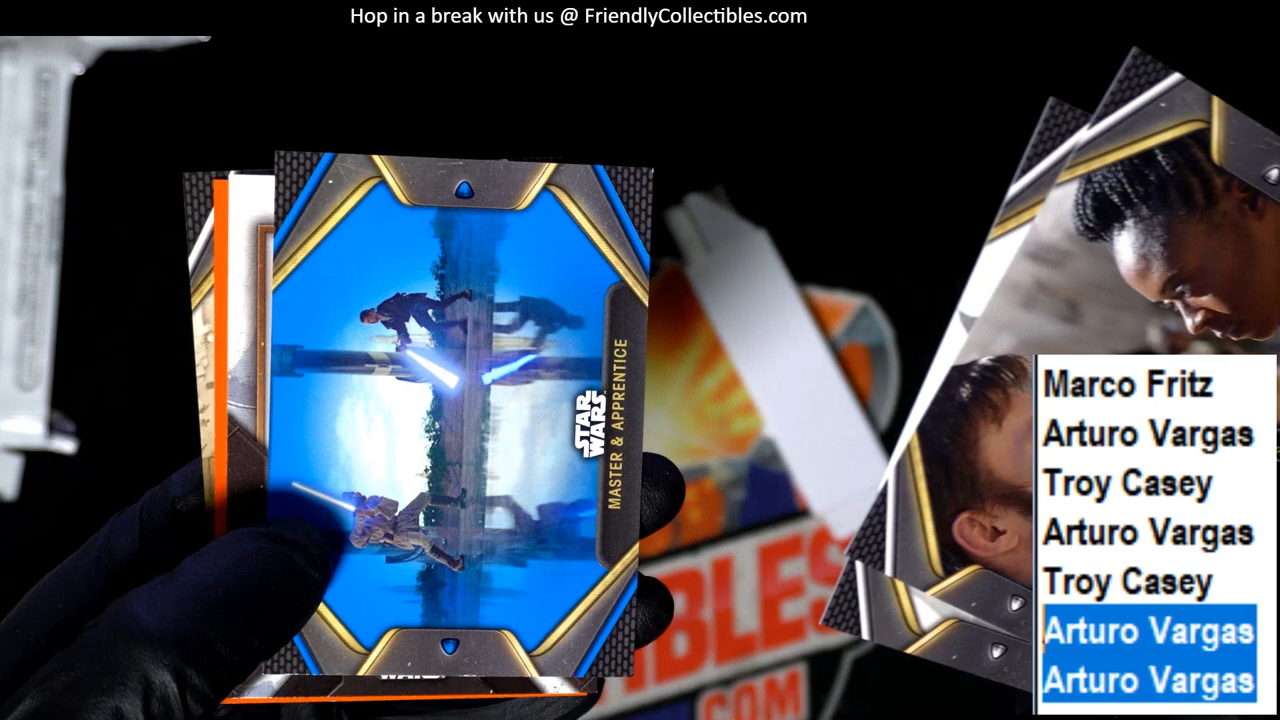 Hop in a break with us @ FriendlyCollectibles.com
STAR
WARS
MASTER & APPRENTICE
IBLES
.COM
Marco Fritz
Arturo Vargas
Troy Casey
Arturo Vargas
Troy Casey
Arturo Vargas
Arturo Vargas